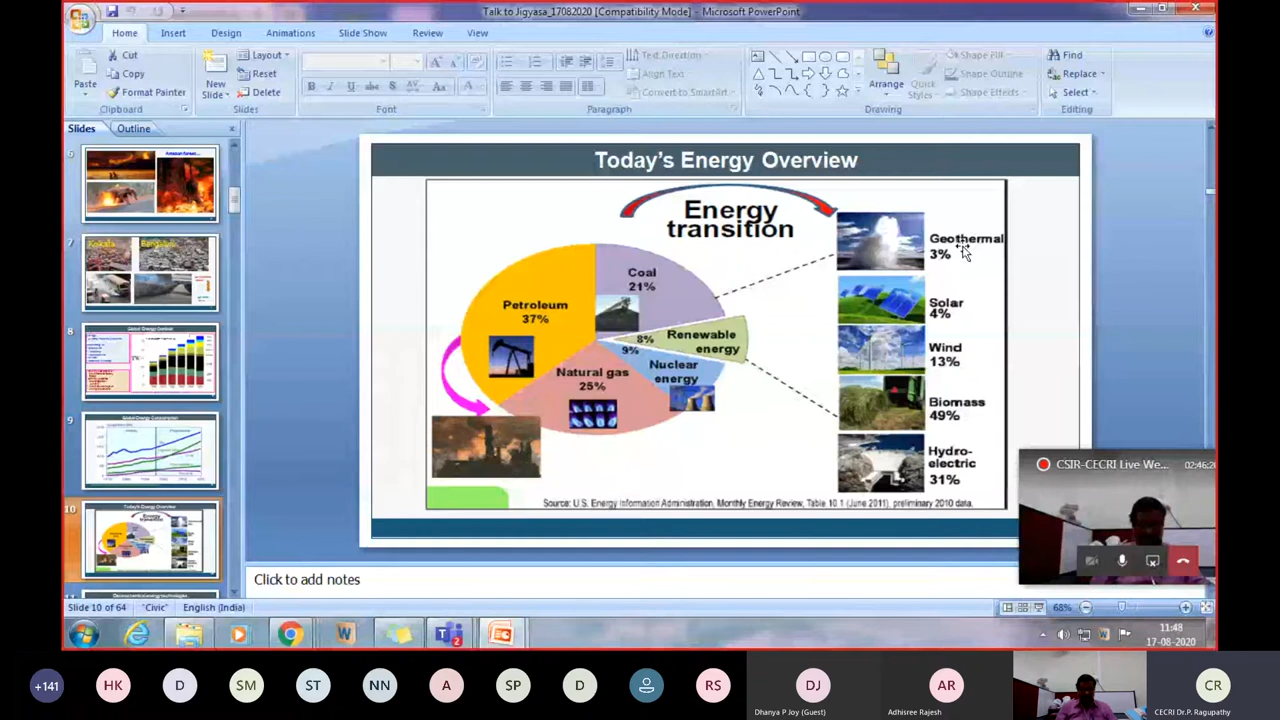 Talk to Jigyasa_17082020 [Compatibility Mode] - Microsoft PowerPoint
Home Insert Design Animations Slide Show Review View
Paste
Cut
Copy
Format Painter
Clipboard
New Slide
Layout
Reset
Delete
Slides
Font
Text Direction
Align Text
Convert to SmartArt
Paragraph
Arrange
Quick Styles
Shape Fill
Shape Outline
Shape Effects
Drawing
Find
Replace
Select
Editing
Slides Outline
6
7
Kolkata
8
9
10
Today's Energy Overview
Energy
transition
Coal
21%
Petroleum
37%
Renewable
energy
8%
9%
Nuclear
energy
Natural gas
25%
Geothermal
3%
Solar
4%
Wind
13%
Biomass
49%
Hydro-
electric
31%
Source: U.S. Energy Information Administration, Monthly Energy Review, Table 10.1 (June 2011), preliminary 2010 data.
CSIR-CECRI Live We...
Click to add notes
Slide 10 of 64 "Civic" English (India)
68%
2
11:48
17-08-2020
+141 HK D SM ST NN A SP D RS DJ AR CR
Dhanya P Joy (Guest) Adhisree Rajesh CECRI Dr.P. Ragupathy